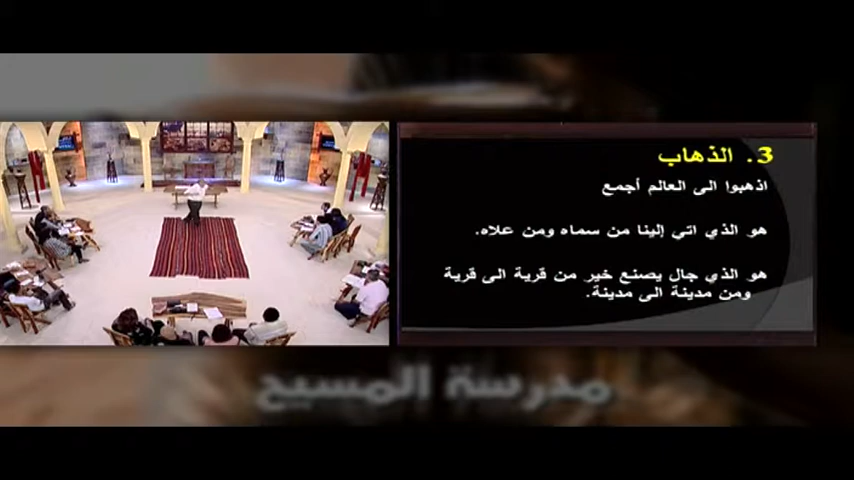 3. الذهاب
اذهبوا الى العالم أجمع
هو الذي اتي إلينا من سماه ومن علاه.
هو الذي جال يصنع خير من قرية الى قرية
ومن مدينة الى مدينة.
مدرسة المسيح